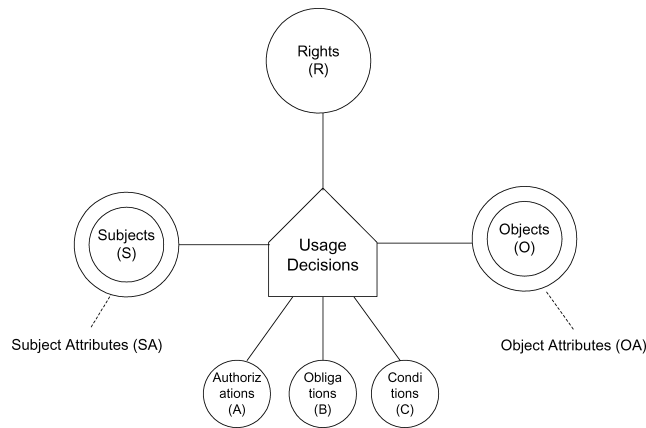 Rights
(R)
Subjects
(S)
Objects
(O)
Usage
Decisions
Subject Attributes (SA)
Object Attributes (OA)
Authoriz
ations
(A)
Obliga
tions
(B)
Condi
tions
(C)